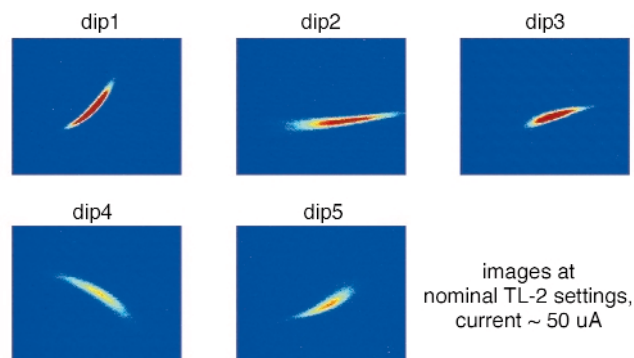 dip1
dip2
dip3
dip4
dip5
images at
nominal TL-2 settings,
current ~ 50 uA